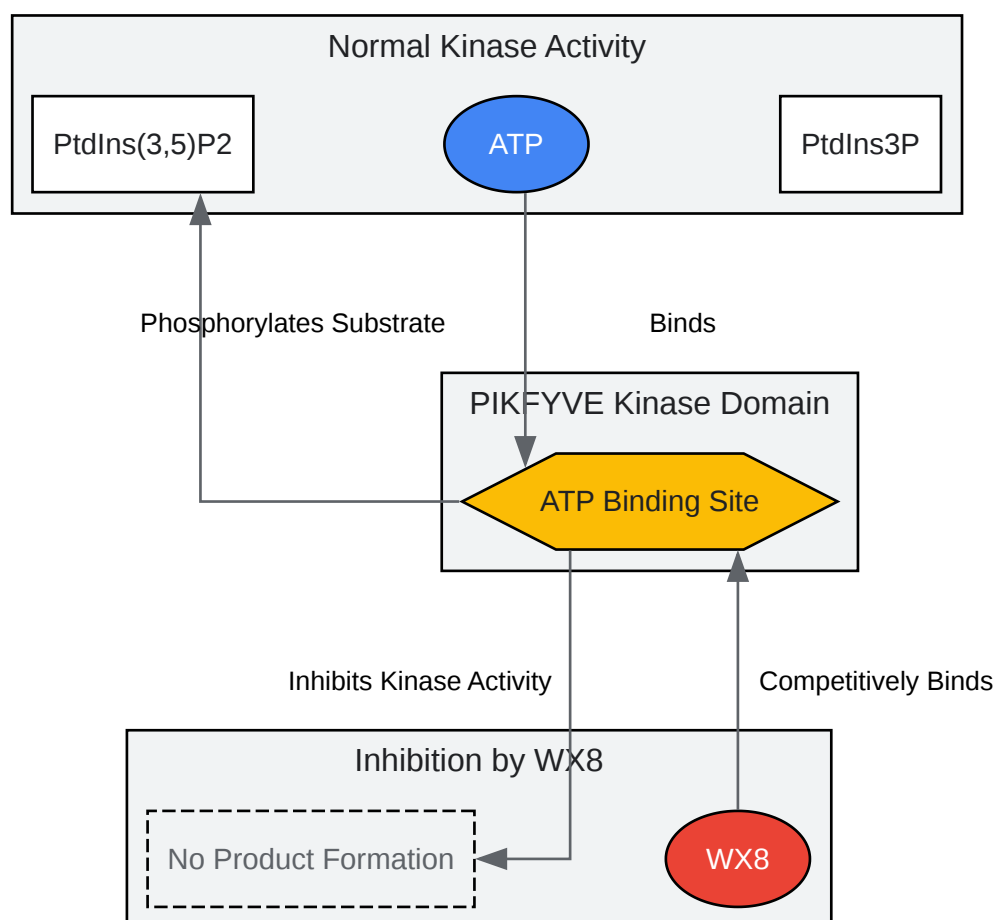 Normal Kinase Activity
PtdIns(3,5)P2
ATP
PtdIns3P
Phosphorylates Substrate
Binds
PIKFYVE Kinase Domain
ATP Binding Site
Inhibits Kinase Activity
Competitively Binds
Inhibition by WX8
No Product Formation
WX8